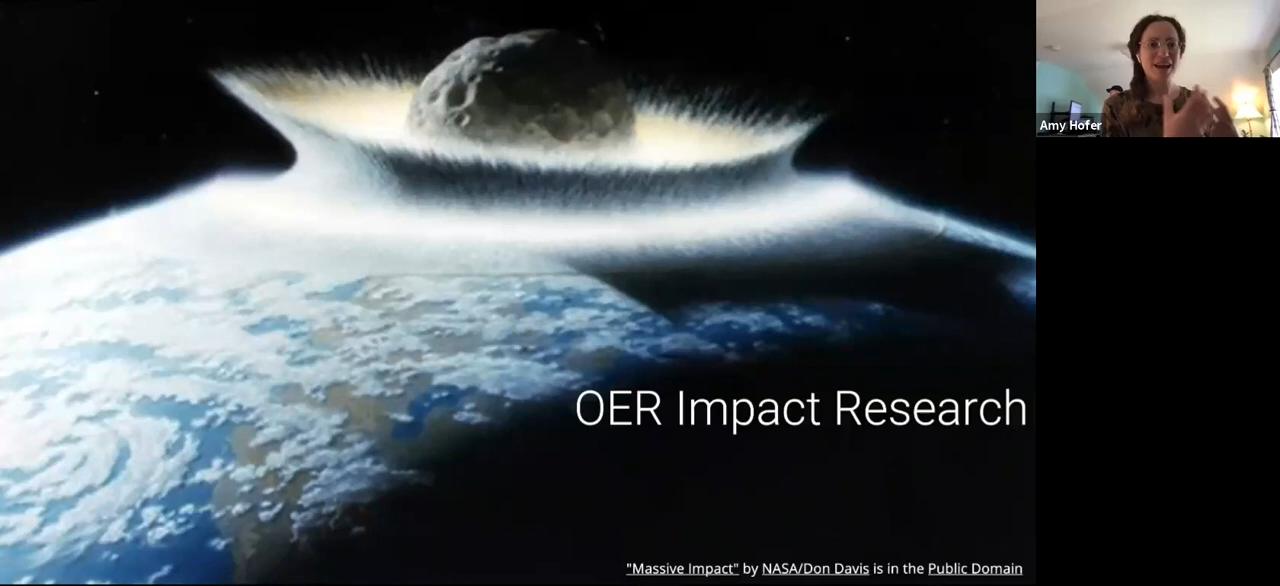 Amy Hofer
OER Impact Research
"Massive Impact" by NASA/Don Davis is in the Public Domain